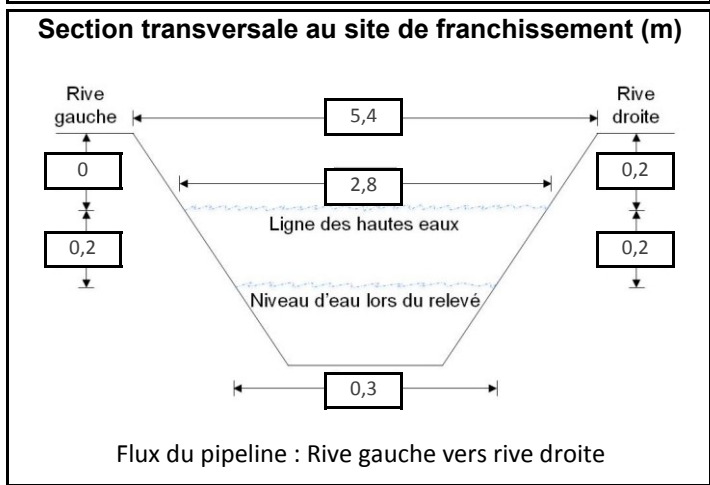 Section transversale au site de franchissement (m)
Rive
gauche
5,4
Rive
droite
0
0,2
2,8
Ligne des hautes eaux
0,2
0,2
Niveau d'eau lors du relevé
0,3
Flux du pipeline : Rive gauche vers rive droite